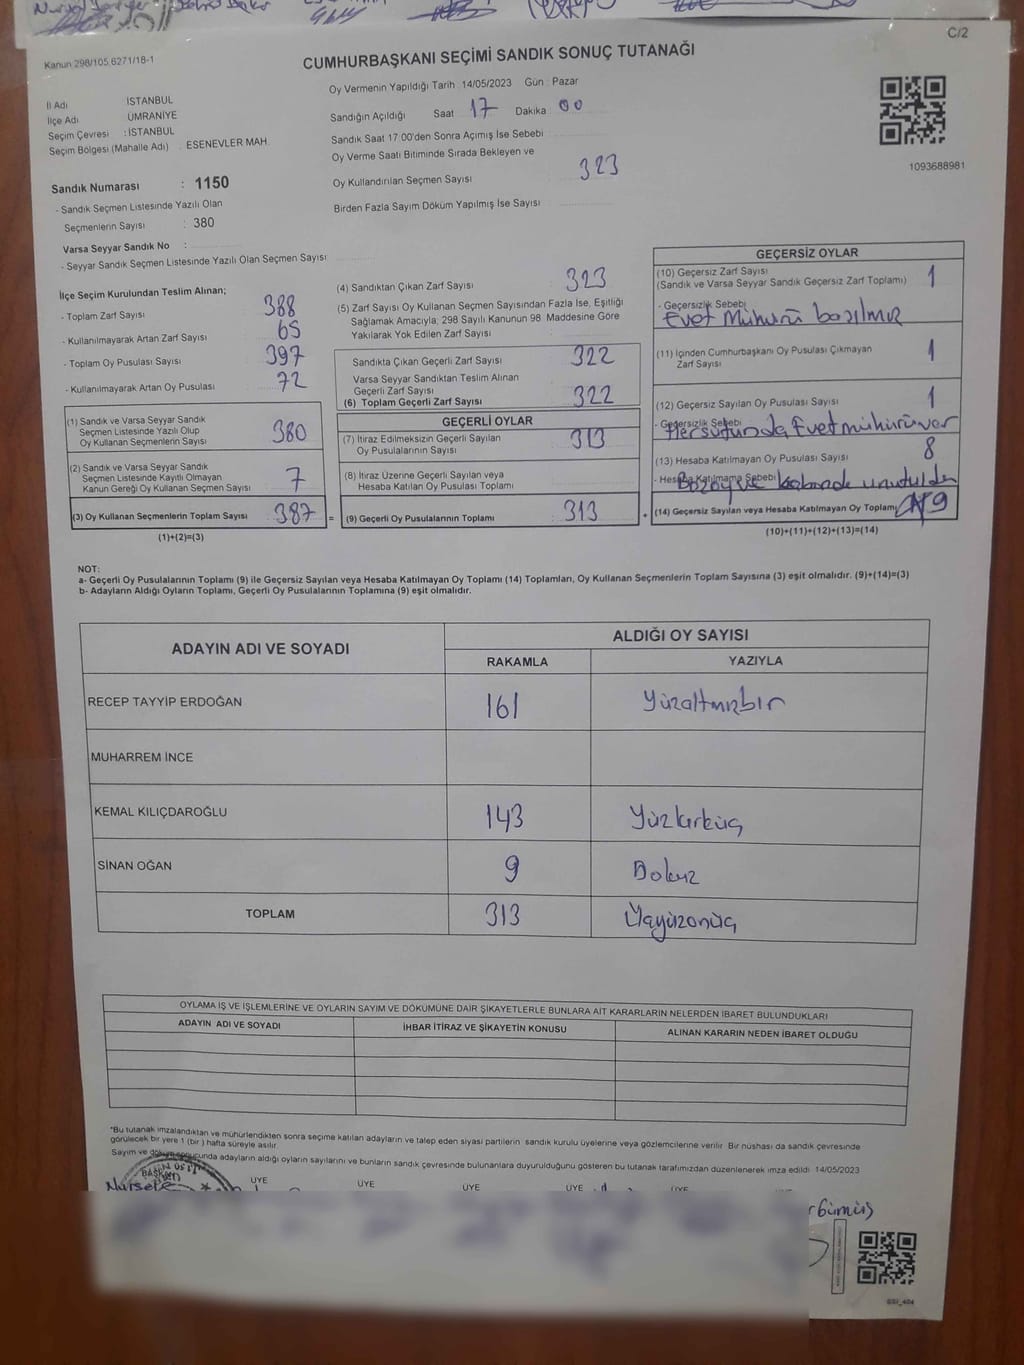 C/2
Kanun 298/105,6271/18-1
CUMHURBAŞKANI SEÇİMİ SANDIK SONUÇ TUTANAĞI
İl Adı İSTANBUL
İlçe Adı ÜMRANİYE
Seçim Çevresi : İSTANBUL
Seçim Bölgesi (Mahalle Adı) . ESENEVLER MAH.
Oy Vermenin Yapıldığı Tarih : 14/05/2023 Gün : Pazar
Sandığın Açıldığı Saat 17 Dakika 00
Sandık Saat 17.00'den Sonra Açımış İse Sebebi
Oy Verme Saati Bitiminde Sırada Bekleyen ve
Oy Kullandırılan Seçmen Sayısı 323
Birden Fazla Sayım Döküm Yapılmış İse Sayısı
1093688981
Sandık Numarası : 1150
- Sandık Seçmen Listesinde Yazılı Olan
Seçmenlerin Sayısı : 380
Varsa Seyyar Sandık No :
- Seyyar Sandık Seçmen Listesinde Yazılı Olan Seçmen Sayısı
İlçe Seçim Kurulundan Teslim Alınan;
- Toplam Zarf Sayısı 388
- Kullanılmayarak Artan Zarf Sayısı 65
- Toplam Oy Pusulası Sayısı 397
- Kullanılmayarak Artan Oy Pusulası 72
(1) Sandık ve Varsa Seyyar Sandık
Seçmen Listesinde Yazılı Olup
Oy Kullanan Seçmenlerin Sayısı 380
(2) Sandık ve Varsa Seyyar Sandık
Seçmen Listesinde Kayıtlı Olmayan
Kanun Gereği Oy Kullanan Seçmen Sayısı 7
(3) Oy Kullanan Seçmenlerin Toplam Sayısı 387 =
(1)+(2)=(3)
(4) Sandıktan Çıkan Zarf Sayısı 323
(5) Zarf Sayısı Oy Kullanan Seçmen Sayısından Fazla İse, Eşitliği
Sağlamak Amacıyla, 298 Sayılı Kanunun 98. Maddesine Göre
Yakılarak Yok Edilen Zarf Sayısı
Sandıkta Çıkan Geçerli Zarf Sayısı 322
Varsa Seyyar Sandıktan Teslim Alınan
Geçerli Zarf Sayısı
(6) Toplam Geçerli Zarf Sayısı 322
GEÇERLİ OYLAR
(7) İtiraz Edilmeksizin Geçerli Sayılan
Oy Pusulalarının Sayısı 313
(8) İtiraz Üzerine Geçerli Sayılan veya
Hesaba Katılan Oy Pusulası Toplamı
(9) Geçerli Oy Pusulalarının Toplamı 313 +
GEÇERSİZ OYLAR
(10) Geçersiz Zarf Sayısı
(Sandık ve Varsa Seyyar Sandık Geçersiz Zarf Toplamı) 1
- Geçersizlik Sebebi
Evet Mühürü basılmış
(11) İçinden Cumhurbaşkanı Oy Pusulası Çıkmayan
Zarf Sayısı 1
(12) Geçersiz Sayılan Oy Pusulası Sayısı 1
- Geçersizlik Sebebi
Her sütunda Evet mühürü var
(13) Hesaba Katılmayan Oy Pusulası Sayısı 8
- Hesaba Katılmama Sebebi
(14) Geçersiz Sayılan veya Hesaba Katılmayan Oy Toplamı 9
(10)+(11)+(12)+(13)=(14)
NOT:
a- Geçerli Oy Pusulalarının Toplamı (9) ile Geçersiz Sayılan veya Hesaba Katılmayan Oy Toplamı (14) Toplamları, Oy Kullanan Seçmenlerin Toplam Sayısına (3) eşit olmalıdır. (9)+(14)=(3)
b- Adayların Aldığı Oyların Toplamı, Geçerli Oy Pusulalarının Toplamına (9) eşit olmalıdır.
ADAYIN ADI VE SOYADI ALDIĞI OY SAYISI
RAKAMLA YAZIYLA
RECEP TAYYİP ERDOĞAN 161 Yüzaltmışbir
MUHARREM İNCE
KEMAL KILIÇDAROĞLU 143 Yüzkırküç
SİNAN OĞAN 9 Dokuz
TOPLAM 313 Üçyüzonüç
OYLAMA İŞ VE İŞLEMLERİNE VE OYLARIN SAYIM VE DÖKÜMÜNE DAİR ŞİKAYETLERLE BUNLARA AİT KARARLARIN NELERDEN İBARET BULUNDUKLARI
ADAYIN ADI VE SOYADI İHBAR İTİRAZ VE ŞİKAYETİN KONUSU ALINAN KARARIN NEDEN İBARET OLDUĞU
*Bu tutanak imzalandıktan ve mühürlendikten sonra seçime katılan adayların ve talep eden siyasi partilerin sandık kurulu üyelerine veya gözlemcilerine verilir. Bir nüshası da sandık çevresinde
görülecek bir yere 1 (bir) hafta süreyle asılır.
Sayım ve döküm sonucunda adayların aldığı oyların sayılarını ve bunların sandık çevresinde bulunanlara duyurulduğunu gösteren bu tutanak tarafımızdan düzenlenerek imza edildi. 14/05/2023
BAŞKAN ÜYE ÜYE ÜYE ÜYE ÜYE